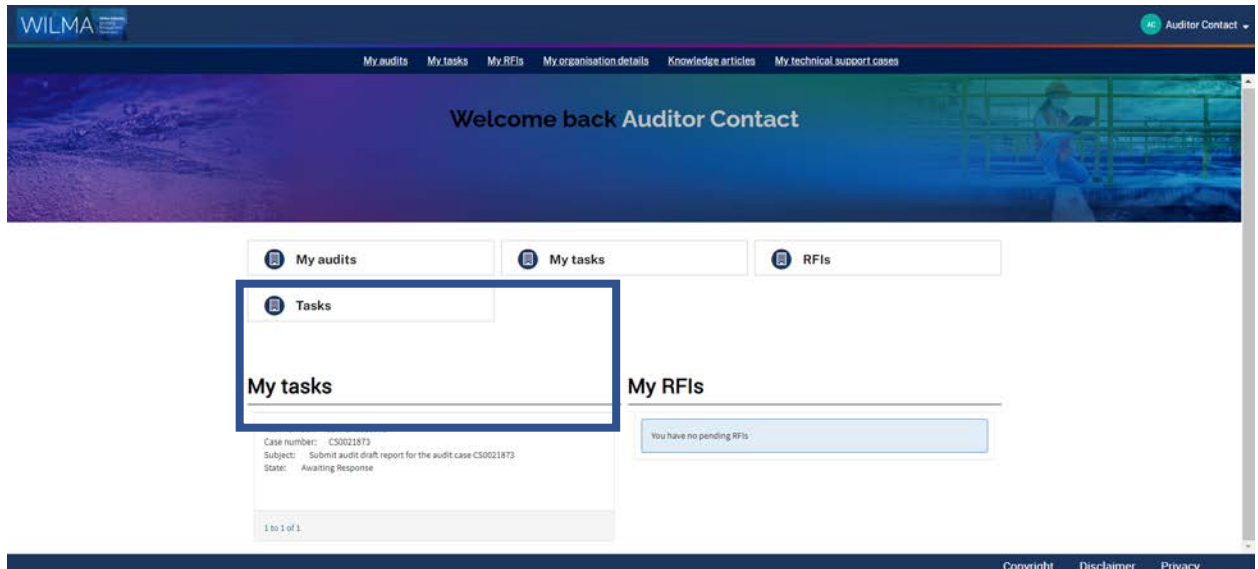 WILMA
AC Auditor Contact
My audits My tasks My RFIs My organisation details Knowledge articles My technical support cases
Welcome back Auditor Contact
My audits
My tasks
RFIs
Tasks
My tasks
My RFIs
Case number: CS0021873
Subject: Submit audit draft report for the audit case CS0021873
State: Awaiting Response
1 to 1 of 1
You have no pending RFIs
Copyright Disclaimer Privacy